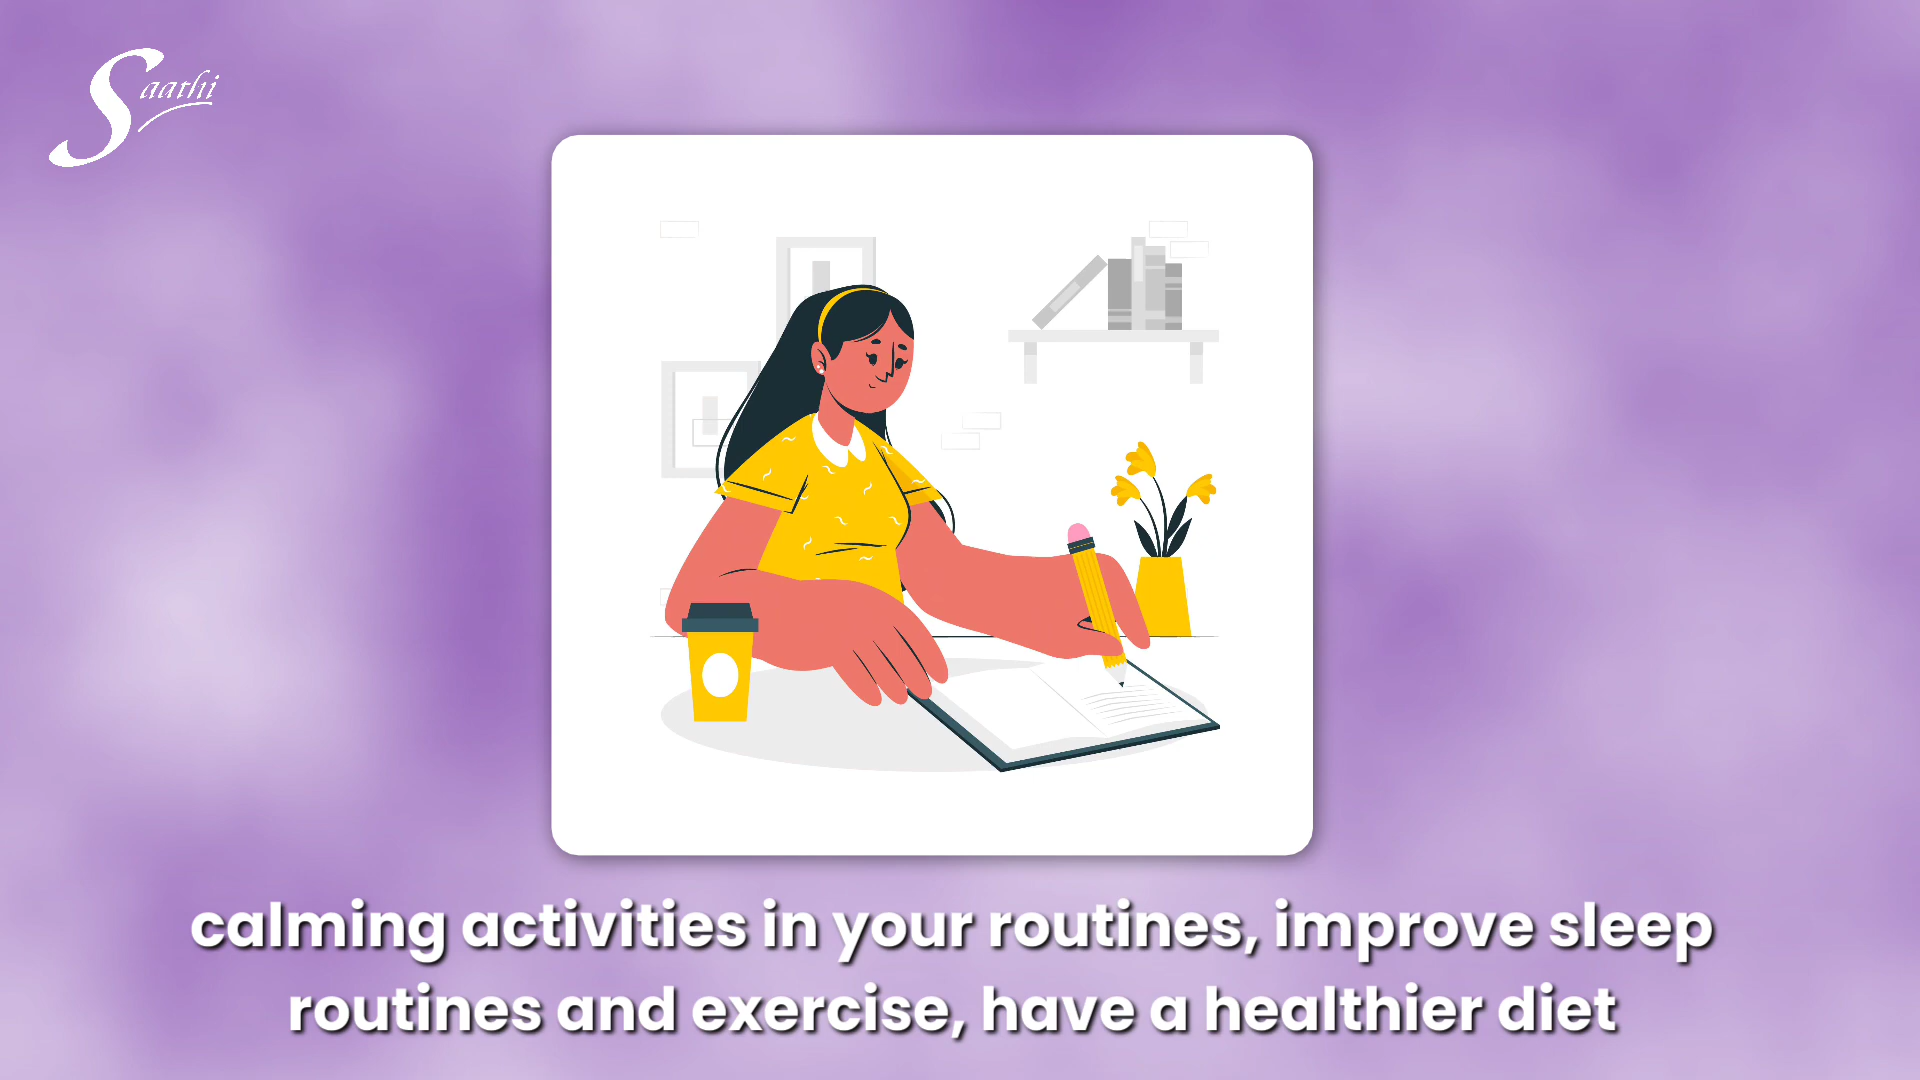 Saathi
calming activities in your routines, improve sleep
routines and exercise, have a healthier diet